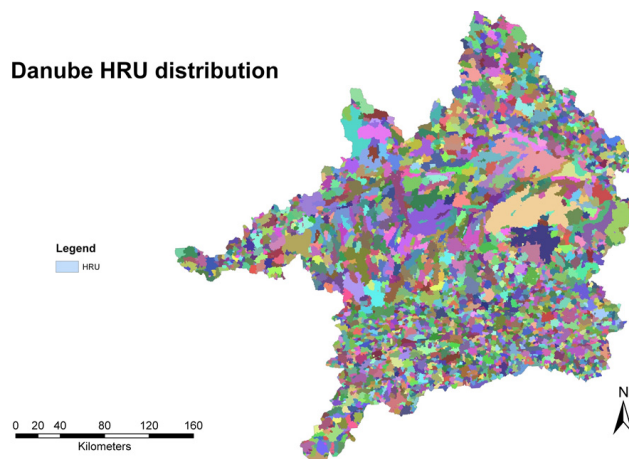 Danube HRU distribution
Legend
HRU
N
0 20 40 80 120 160
Kilometers